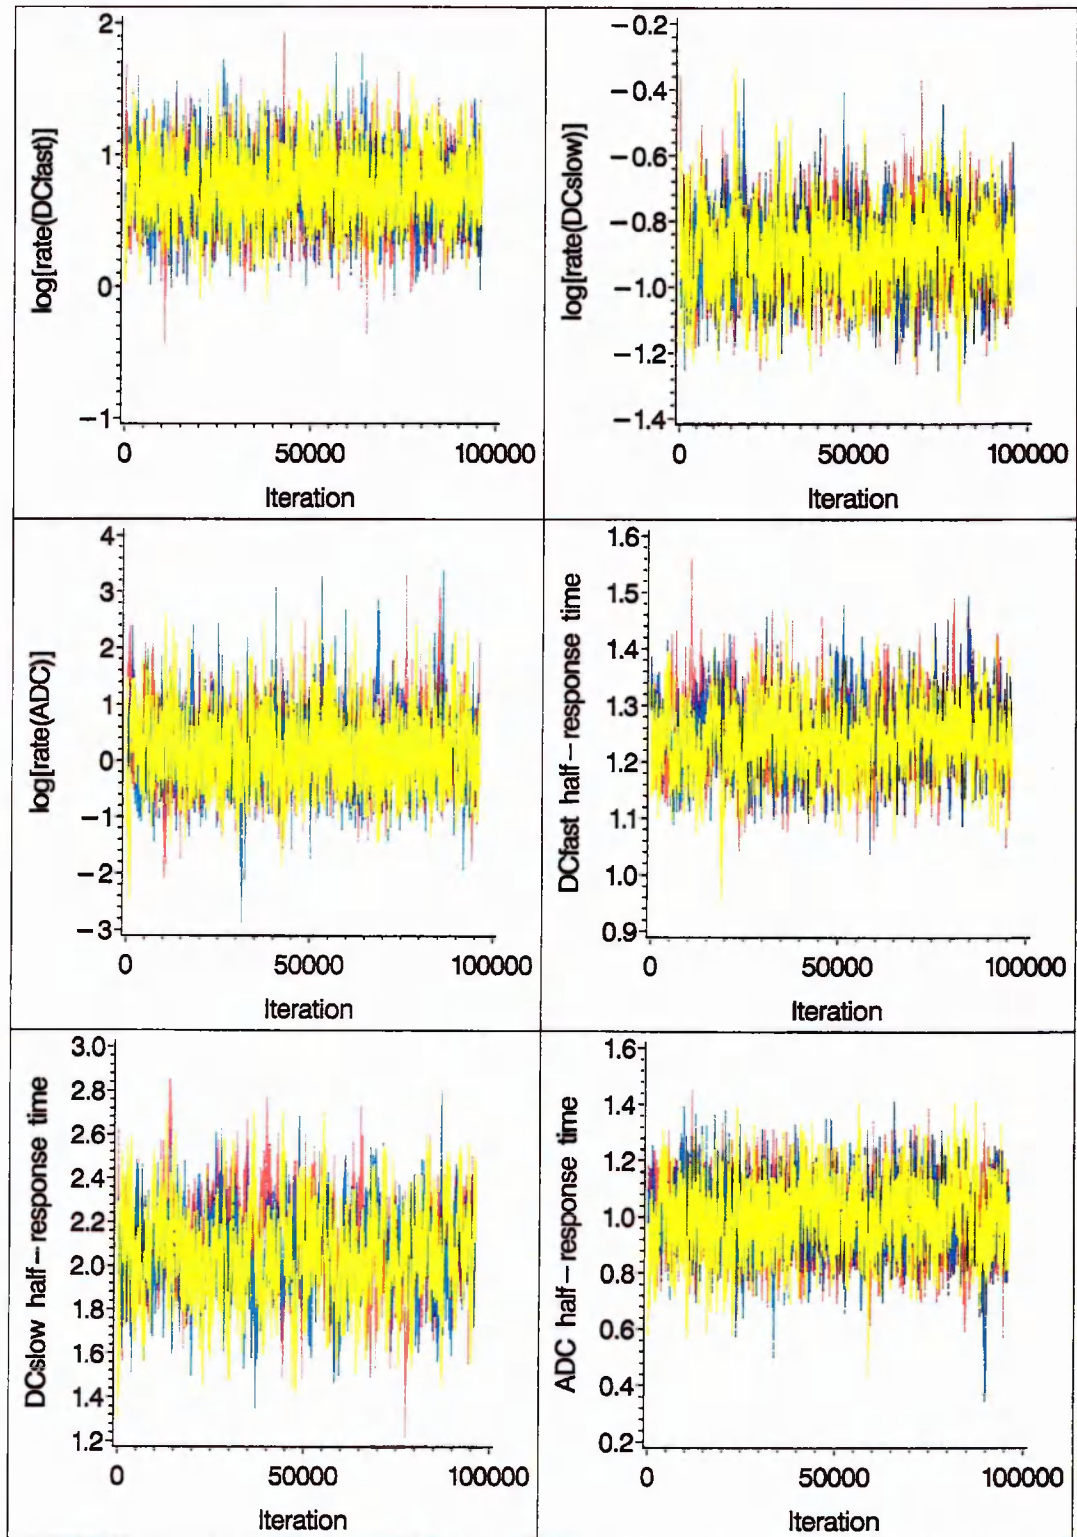 log[rate(DCfast)]
2
1
0
−1
0 50000 100000
Iteration
log[rate(DCslow)]
−0.2
−0.4
−0.6
−0.8
−1.0
−1.2
−1.4
0 50000 100000
Iteration
log[rate(ADC)]
4
3
2
1
0
−1
−2
−3
0 50000 100000
Iteration
DCfast half−response time
1.6
1.5
1.4
1.3
1.2
1.1
1.0
0.9
0 50000 100000
Iteration
DCslow half−response time
3.0
2.8
2.6
2.4
2.2
2.0
1.8
1.6
1.4
1.2
0 50000 100000
Iteration
ADC half−response time
1.6
1.4
1.2
1.0
0.8
0.6
0.4
0.2
0 50000 100000
Iteration